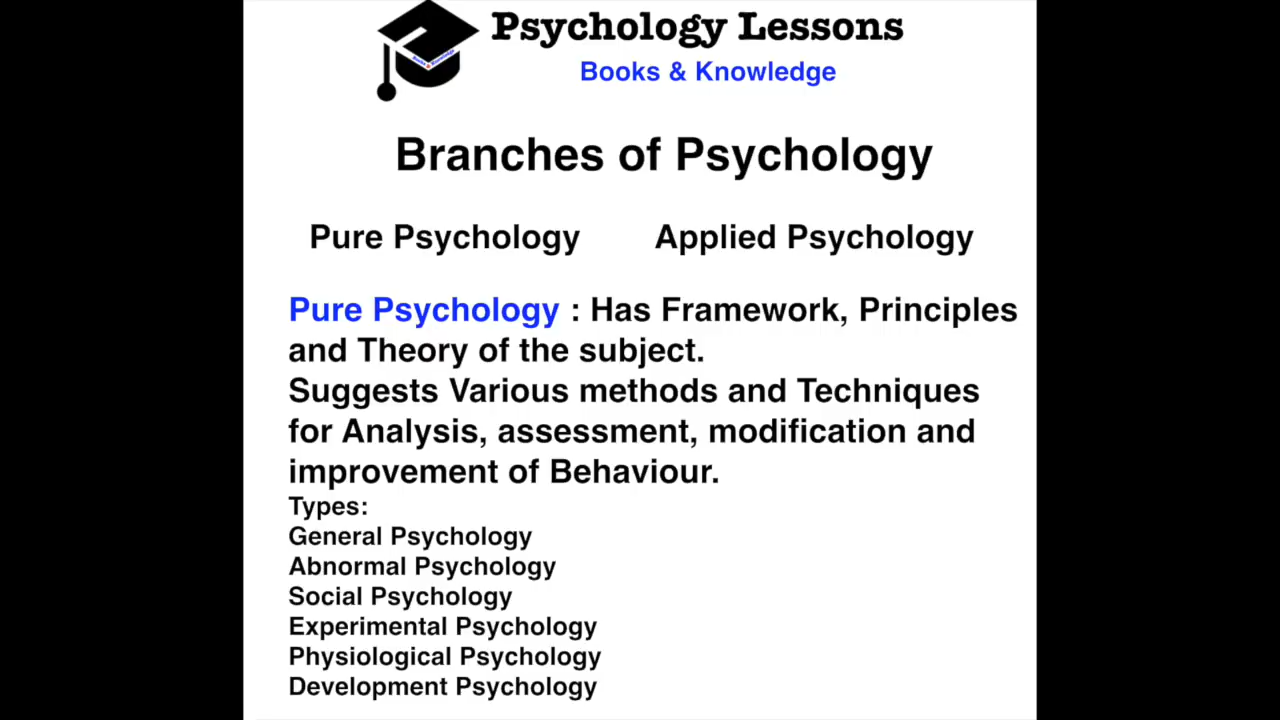 Psychology Lessons
Books & Knowledge
Branches of Psychology
Pure Psychology Applied Psychology
Pure Psychology : Has Framework, Principles
and Theory of the subject.
Suggests Various methods and Techniques
for Analysis, assessment, modification and
improvement of Behaviour.
Types:
General Psychology
Abnormal Psychology
Social Psychology
Experimental Psychology
Physiological Psychology
Development Psychology